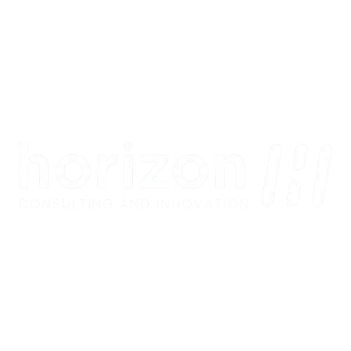 horizon
CONSULTING AND INNOVATION